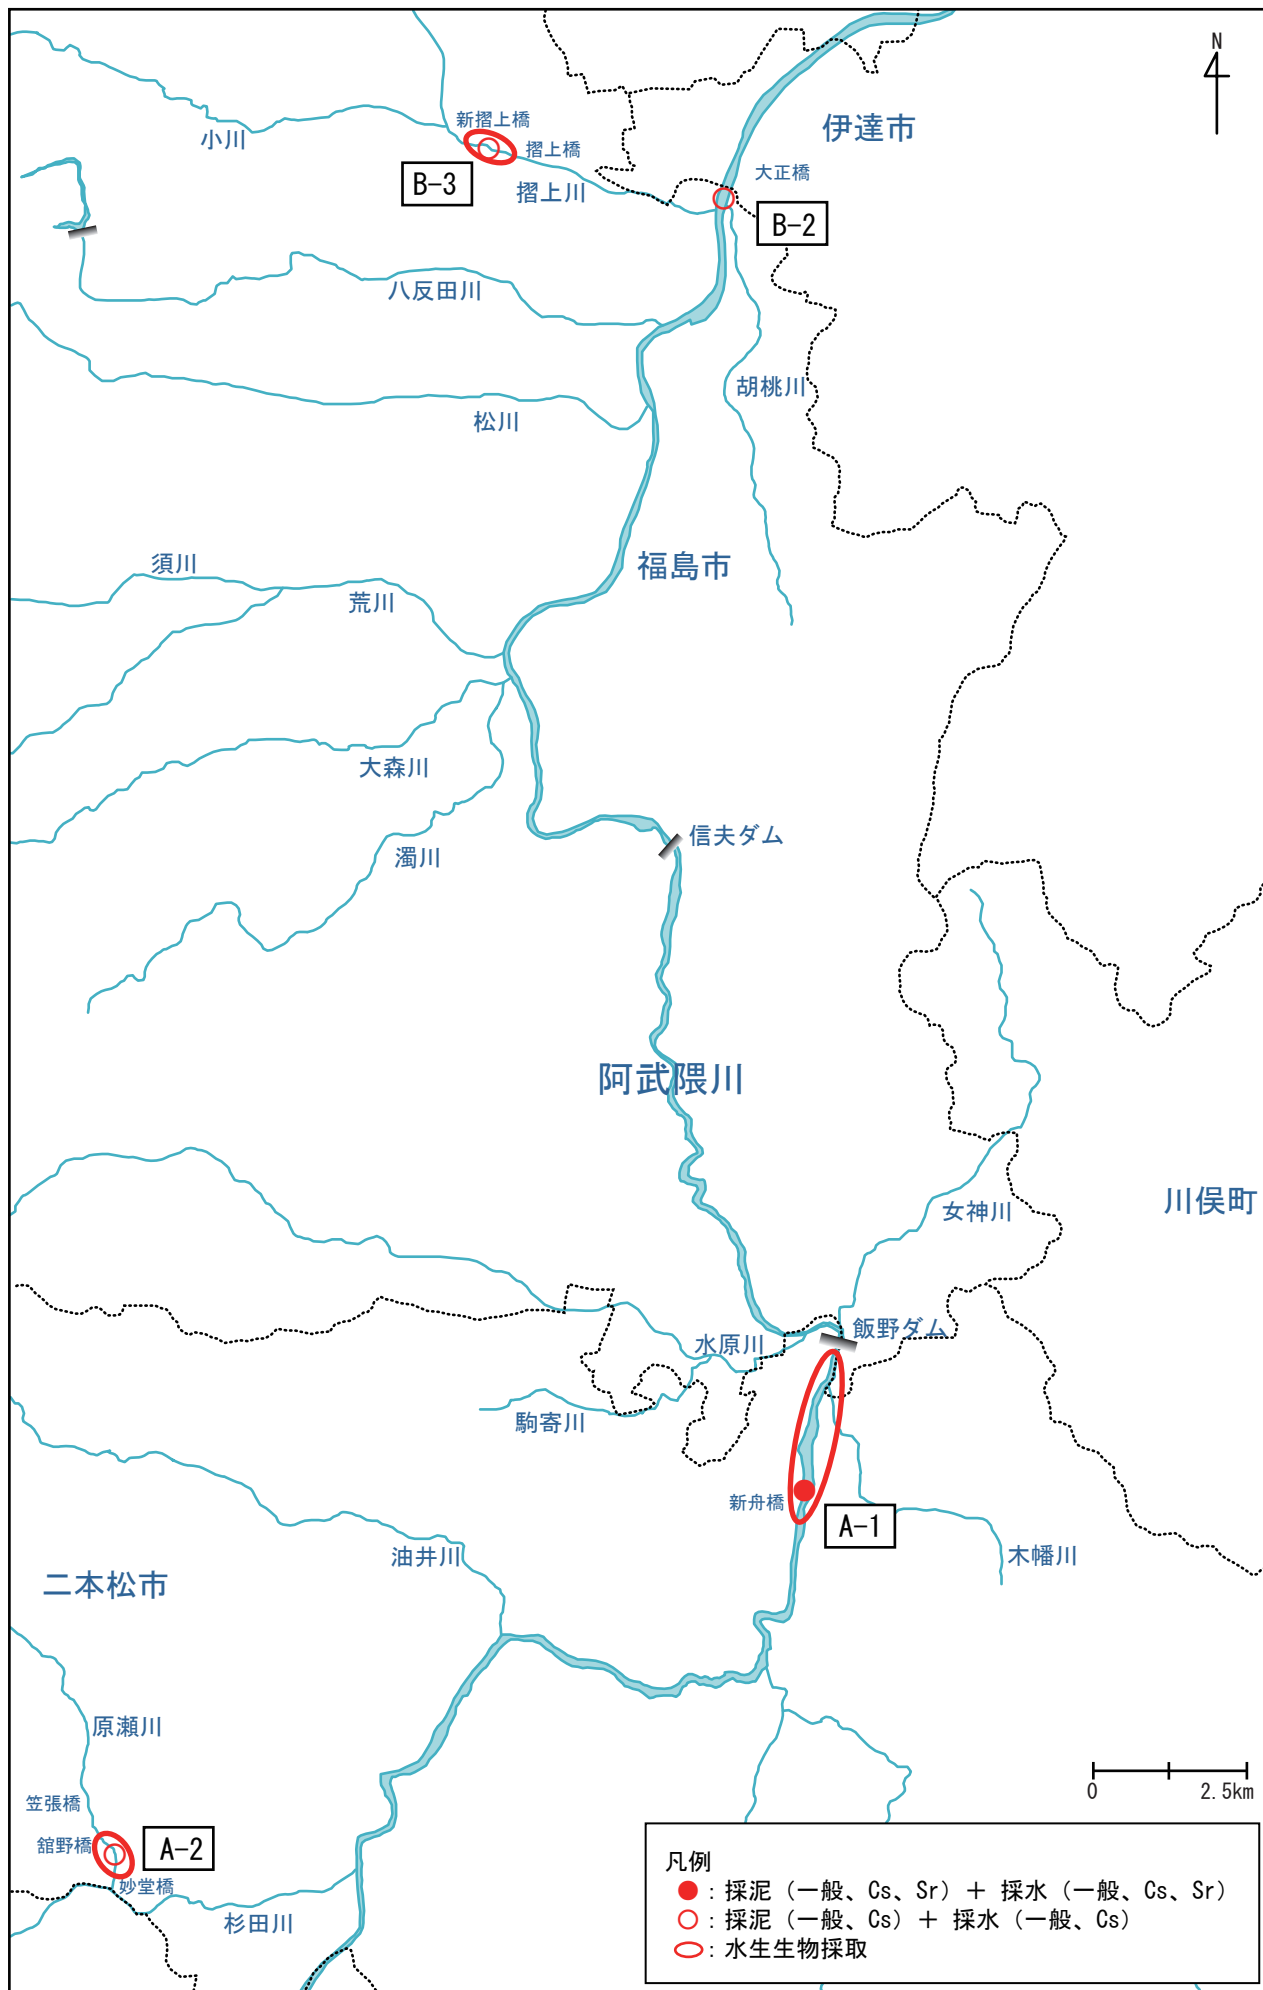 N
伊達市
新摺上橋
小川
摺上橋
大正橋
B-3
摺上川
B-2
八反田川
胡桃川
松川
須川
福島市
荒川
大森川
信夫ダム
濁川
阿武隈川
川俣町
女神川
飯野ダム
水原川
駒寄川
新舟橋
A-1
油井川
木幡川
二本松市
原瀬川
0 2.5km
笠張橋
舘野橋
A-2
妙堂橋
杉田川
凡例
：採泥（一般、Cs、Sr）＋ 採水（一般、Cs、Sr）
：採泥（一般、Cs）＋ 採水（一般、Cs）
：水生生物採取